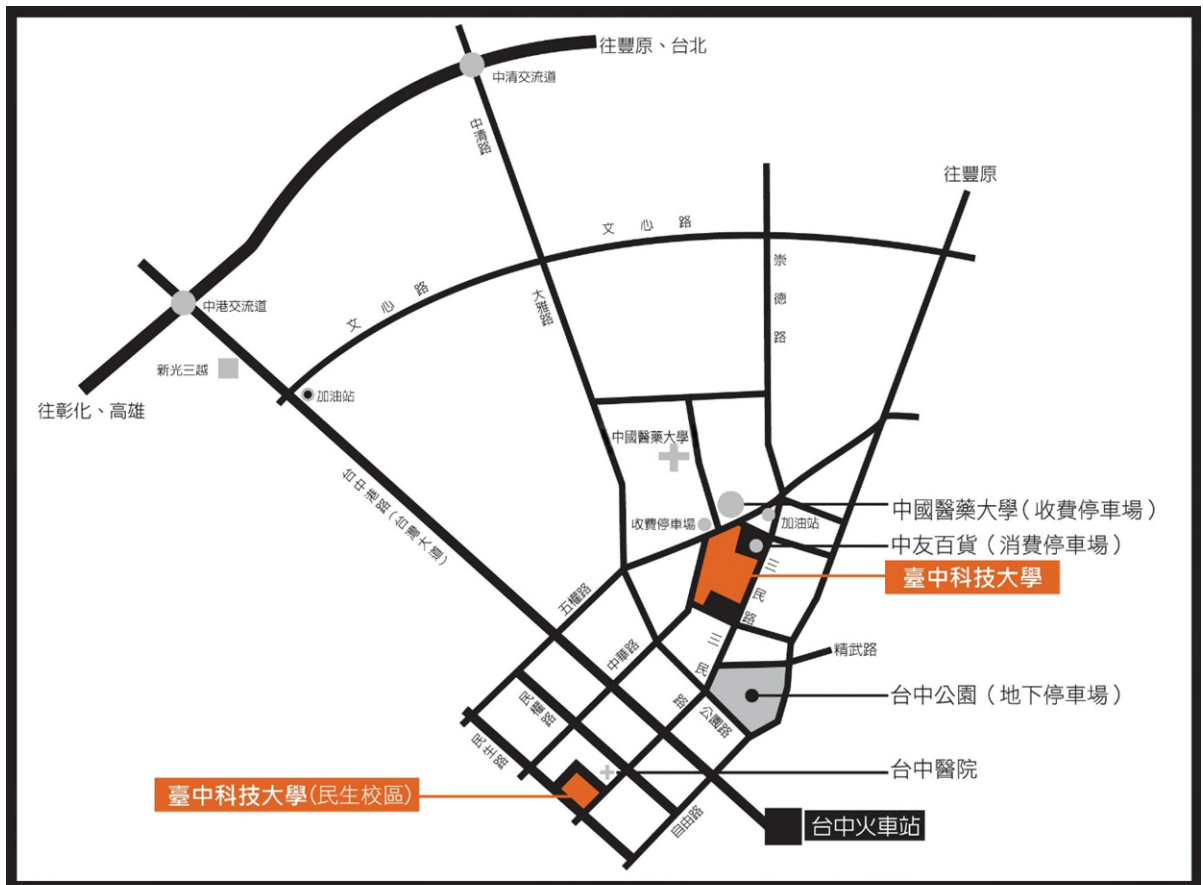 往豐原、台北
中清交流道
中清路
往豐原
文心路
崇德路
大雅路
文心路
中港交流道
新光三越
加油站
往彰化、高雄
中國醫藥大學
台中港路(台灣大道)
中國醫藥大學(收費停車場)
收費停車場
加油站
中友百貨(消費停車場)
臺中科技大學
三民路
五權路
中華路
三民路
精武路
台中公園(地下停車場)
民權路
公園路
民生路
台中醫院
臺中科技大學(民生校區)
自由路
台中火車站